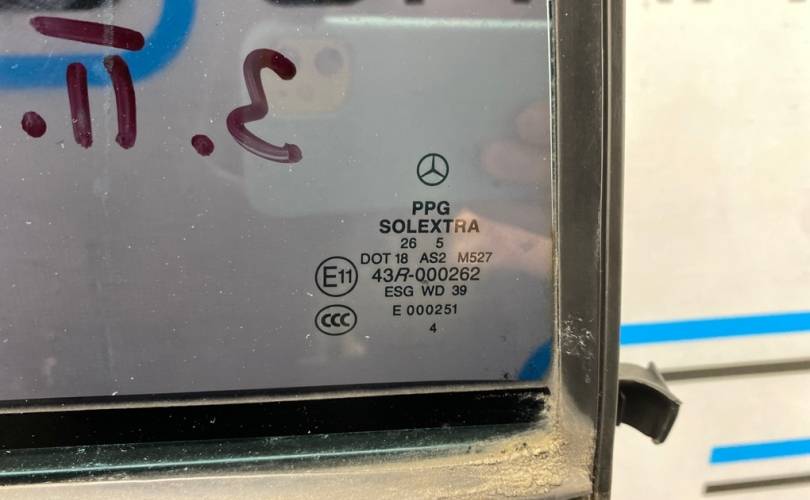 PPG
SOLEXTRA
26 5
DOT 18 AS2 M527
E11 43R-000262
ESG WD 39
CCC E 000251
4